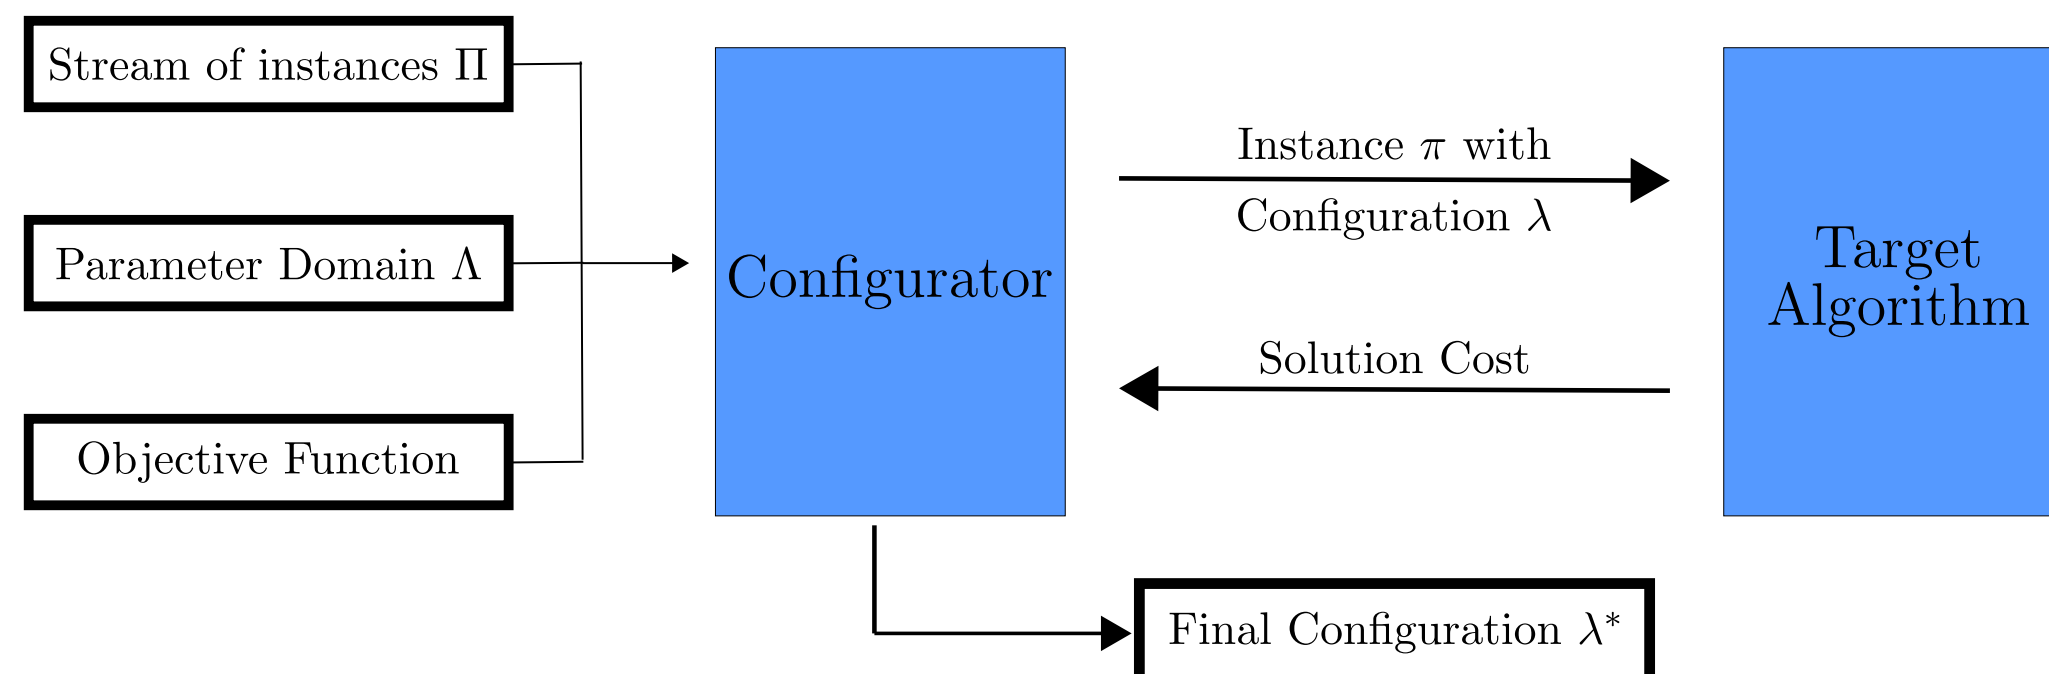 Stream of instances Π
Parameter Domain Λ
Objective Function
Configurator
Instance π with
Configuration λ
Solution Cost
Target
Algorithm
Final Configuration λ*